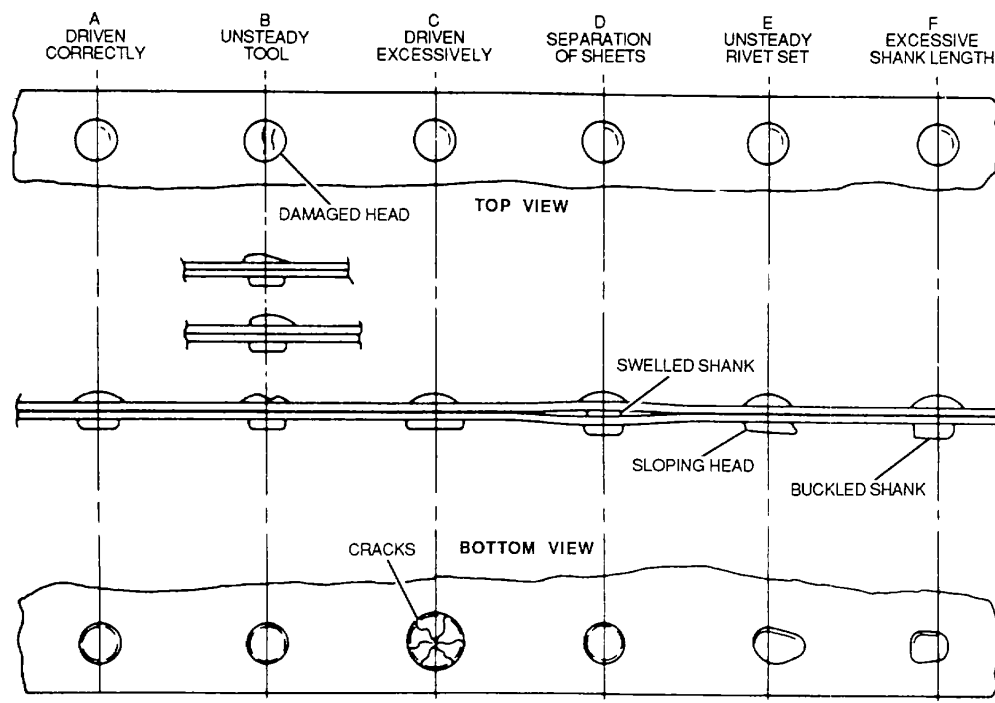 A
DRIVEN
CORRECTLY
B
UNSTEADY
TOOL
C
DRIVEN
EXCESSIVELY
D
SEPARATION
OF SHEETS
E
UNSTEADY
RIVET SET
F
EXCESSIVE
SHANK LENGTH
DAMAGED HEAD
TOP VIEW
SWELLED SHANK
SLOPING HEAD
BUCKLED SHANK
CRACKS
BOTTOM VIEW